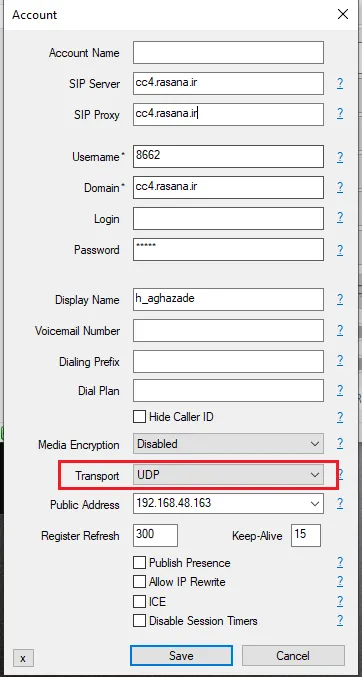 Account
Account Name
SIP Server cc4.rasana.ir ?
SIP Proxy cc4.rasana.ir ?
Username* 8662 ?
Domain* cc4.rasana.ir ?
Login ?
Password ***** ?
Display Name h_aghazade ?
Voicemail Number ?
Dialing Prefix ?
Dial Plan ?
Hide Caller ID ?
Media Encryption Disabled ?
Transport UDP ?
Public Address 192.168.48.163 ?
Register Refresh 300 Keep-Alive 15 ?
Publish Presence ?
Allow IP Rewrite ?
ICE ?
Disable Session Timers ?
x Save Cancel